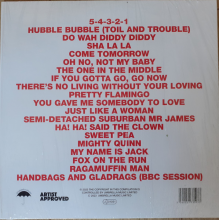 5-4-3-2-1
HUBBLE BUBBLE (TOIL AND TROUBLE)
DO WAH DIDDY DIDDY
SHA LA LA
COME TOMORROW
OH NO, NOT MY BABY
THE ONE IN THE MIDDLE
IF YOU GOTTA GO, GO NOW
THERE'S NO LIVING WITHOUT YOUR LOVING
PRETTY FLAMINGO
YOU GAVE ME SOMEBODY TO LOVE
JUST LIKE A WOMAN
SEMI-DETACHED SUBURBAN MR JAMES
HA! HA! SAID THE CLOWN
SWEET PEA
MIGHTY QUINN
MY NAME IS JACK
FOX ON THE RUN
RAGAMUFFIN MAN
HANDBAGS AND GLADRAGS (BBC SESSION)
ARTIST
APPROVED